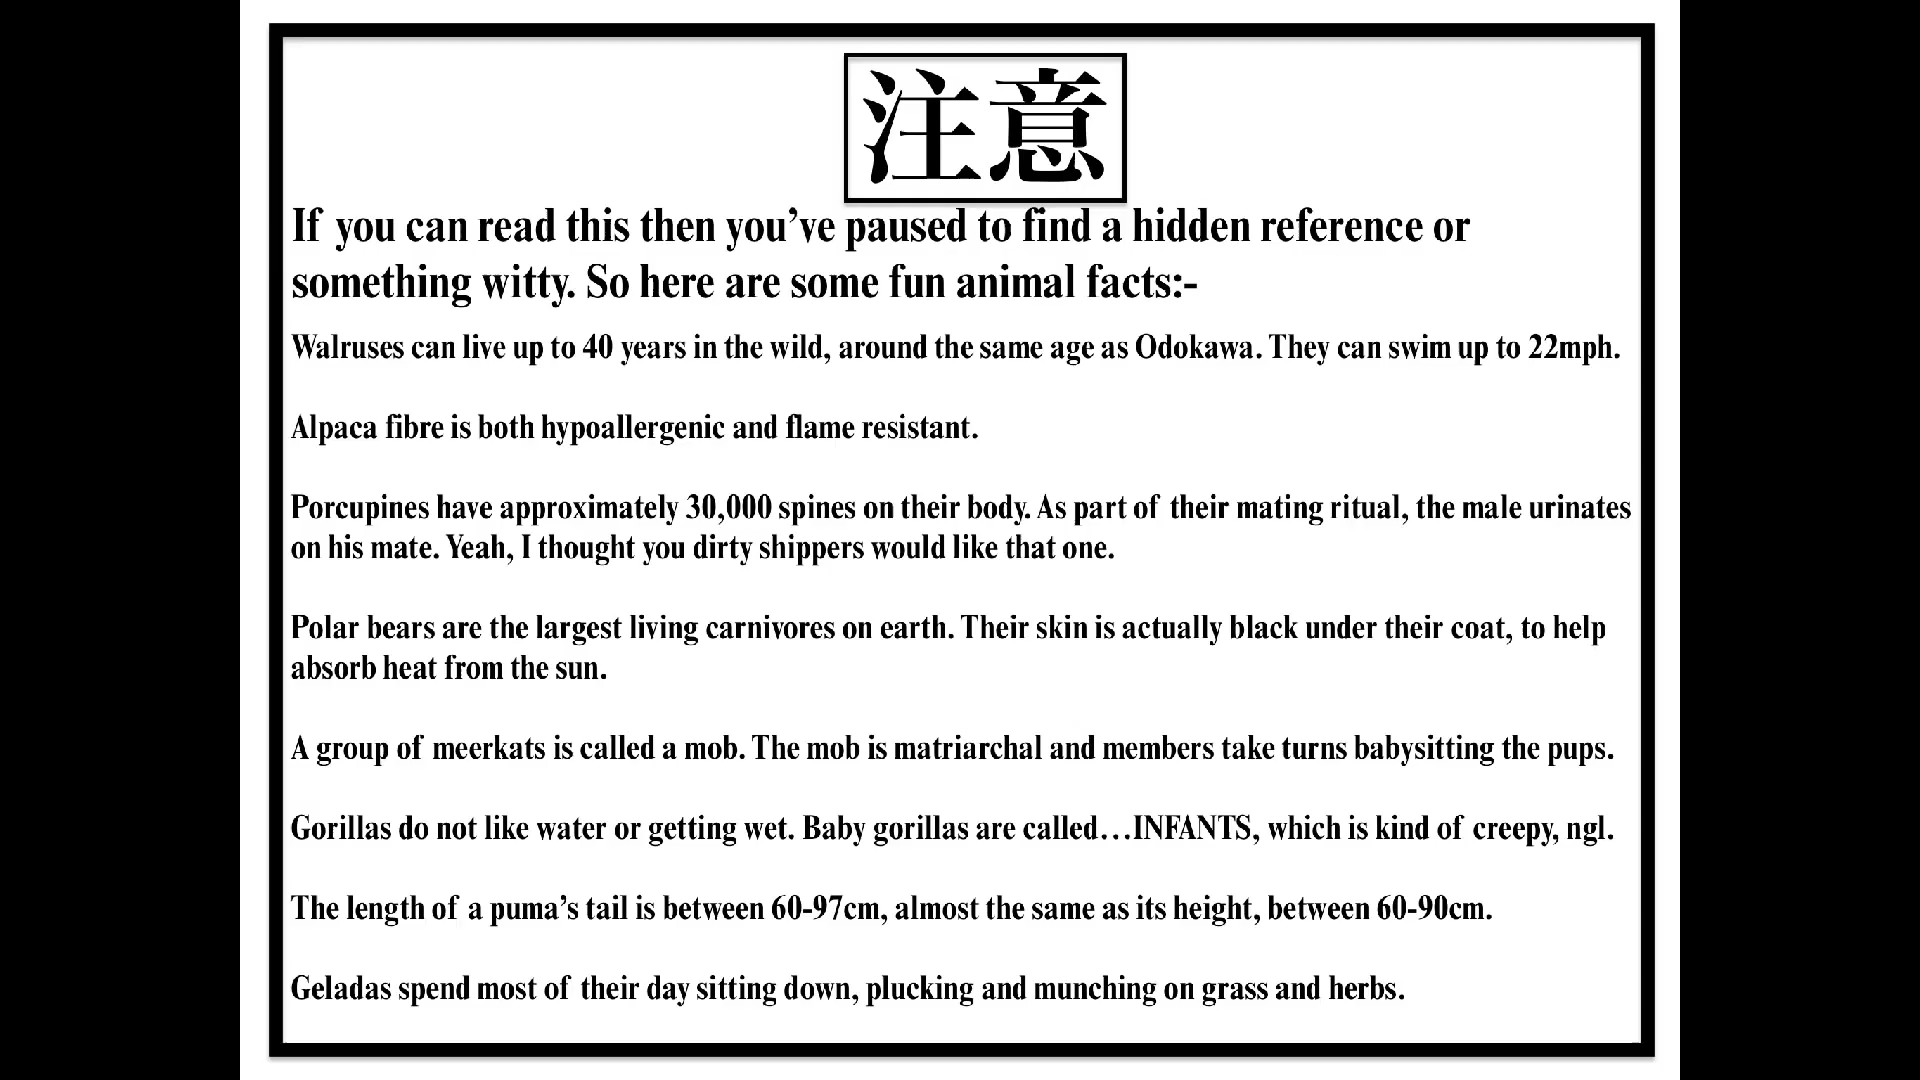 注意
If you can read this then you’ve paused to find a hidden reference or
something witty. So here are some fun animal facts:-
Walruses can live up to 40 years in the wild, around the same age as Odokawa. They can swim up to 22mph.
Alpaca fibre is both hypoallergenic and flame resistant.
Porcupines have approximately 30,000 spines on their body. As part of their mating ritual, the male urinates
on his mate. Yeah, I thought you dirty shippers would like that one.
Polar bears are the largest living carnivores on earth. Their skin is actually black under their coat, to help
absorb heat from the sun.
A group of meerkats is called a mob. The mob is matriarchal and members take turns babysitting the pups.
Gorillas do not like water or getting wet. Baby gorillas are called…INFANTS, which is kind of creepy, ngl.
The length of a puma’s tail is between 60-97cm, almost the same as its height, between 60-90cm.
Geladas spend most of their day sitting down, plucking and munching on grass and herbs.